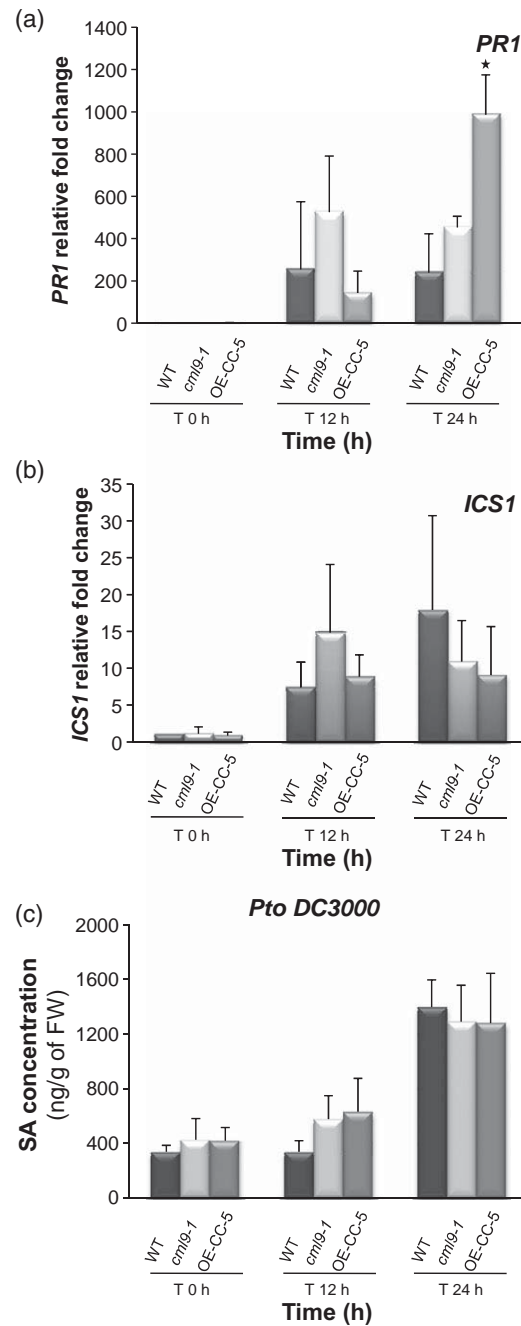 (a)
PR1
PR1 relative fold change
1400
1200
1000
800
600
400
200
0
★
WT
cml9-1
OE-CC-5
WT
cml9-1
OE-CC-5
WT
cml9-1
OE-CC-5
T 0 h
T 12 h
T 24 h
Time (h)
(b)
ICS1
ICS1 relative fold change
35
30
25
20
15
10
5
0
WT
cml9-1
OE-CC-5
WT
cml9-1
OE-CC-5
WT
cml9-1
OE-CC-5
T 0 h
T 12 h
T 24 h
Time (h)
(c)
Pto DC3000
SA concentration
(ng/g of FW)
2000
1600
1200
800
400
0
WT
cml9-1
OE-CC-5
WT
cml9-1
OE-CC-5
WT
cml9-1
OE-CC-5
T 0 h
T 12 h
T 24 h
Time (h)